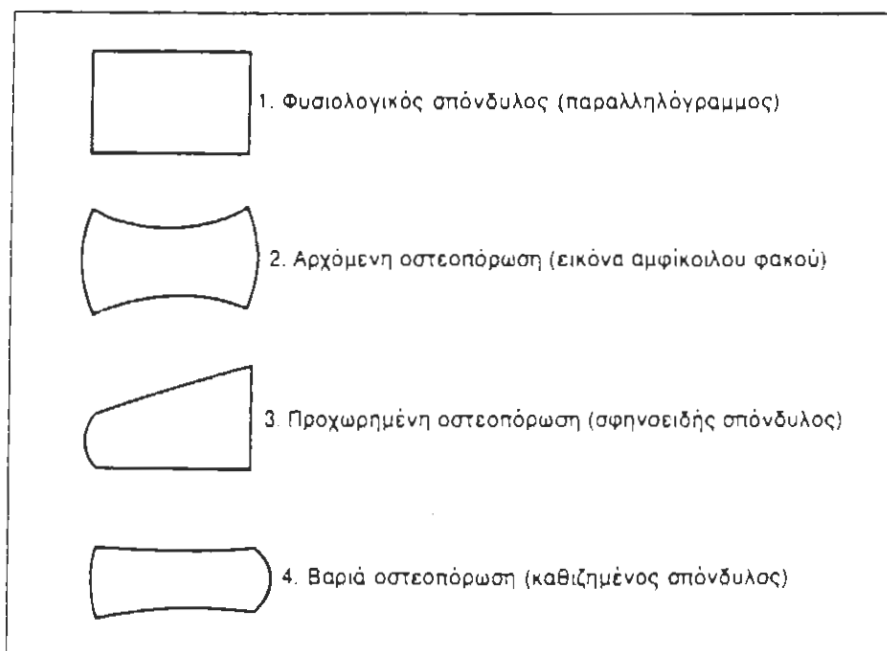 1. Φυσιολογικός σπόνδυλος (παραλληλόγραμμος)
2. Αρχόμενη οστεοπόρωση (εικόνα αμφίκοιλου φακού)
3. Προχωρημένη οστεοπόρωση (σφηνοειδής σπόνδυλος)
4. Βαριά οστεοπόρωση (καθιζημένος σπόνδυλος)